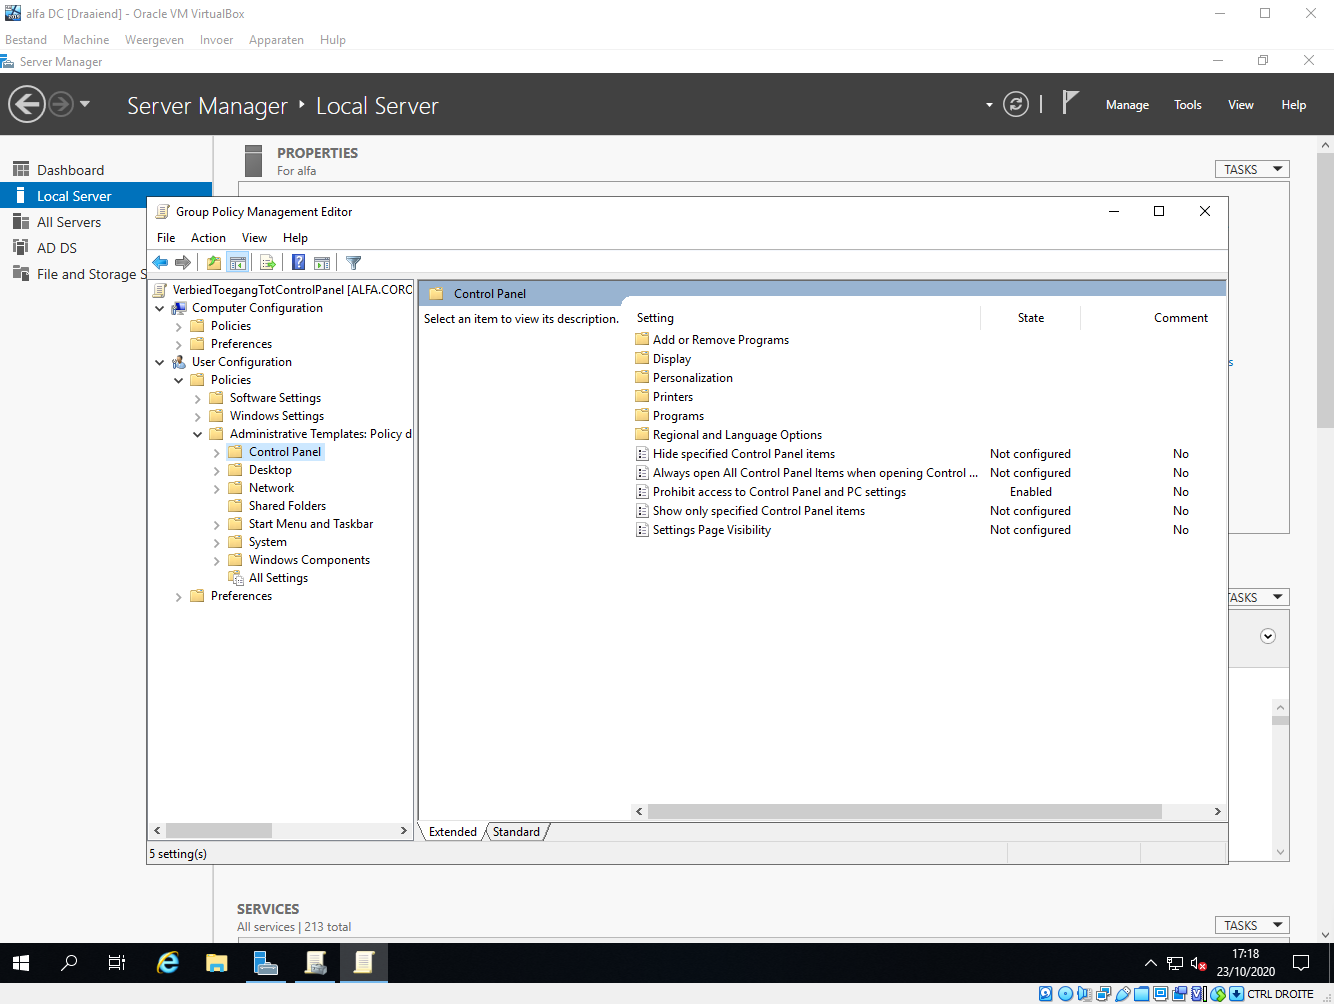 alfa DC [Draaiend] - Oracle VM VirtualBox
Bestand Machine Weergeven Invoer Apparaten Hulp
Server Manager
Server Manager ‣ Local Server
Manage Tools View Help
Dashboard
Local Server
All Servers
AD DS
File and Storage S
PROPERTIES
For alfa
TASKS
Group Policy Management Editor
File Action View Help
VerbiedToegangTotControlPanel [ALFA.CORO
Computer Configuration
Policies
Preferences
User Configuration
Policies
Software Settings
Windows Settings
Administrative Templates: Policy d
Control Panel
Desktop
Network
Shared Folders
Start Menu and Taskbar
System
Windows Components
All Settings
Preferences
Control Panel
Select an item to view its description.
Setting State Comment
Add or Remove Programs
Display
Personalization
Printers
Programs
Regional and Language Options
Hide specified Control Panel items Not configured No
Always open All Control Panel Items when opening Control ... Not configured No
Prohibit access to Control Panel and PC settings Enabled No
Show only specified Control Panel items Not configured No
Settings Page Visibility Not configured No
Extended Standard
5 setting(s)
s
TASKS
SERVICES
All services | 213 total
TASKS
17:18
23/10/2020
CTRL DROITE